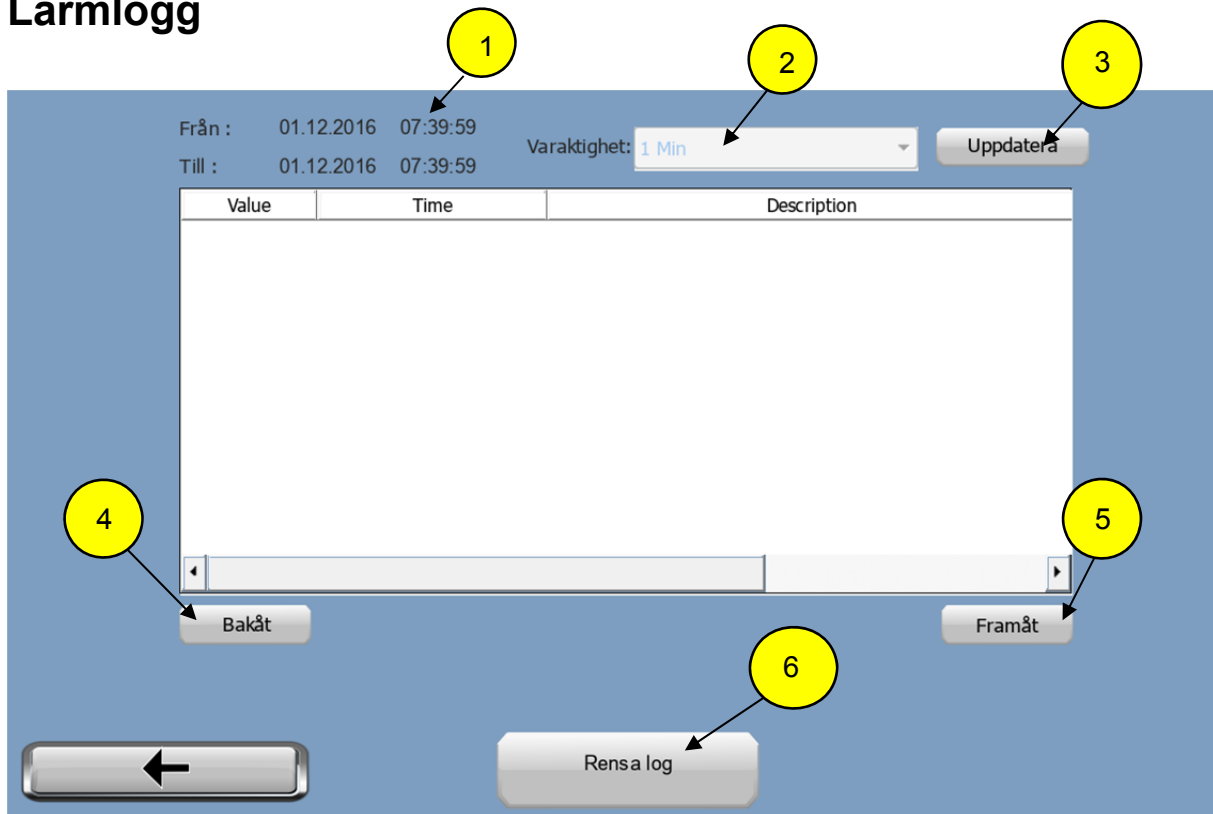 Larmlogg
1 2 3
Från : 01.12.2016 07:39:59
Varaktighet: 1 Min Uppdatera
Till : 01.12.2016 07:39:59
Value Time Description
4 5
Bakåt Framåt
6
Rensa log